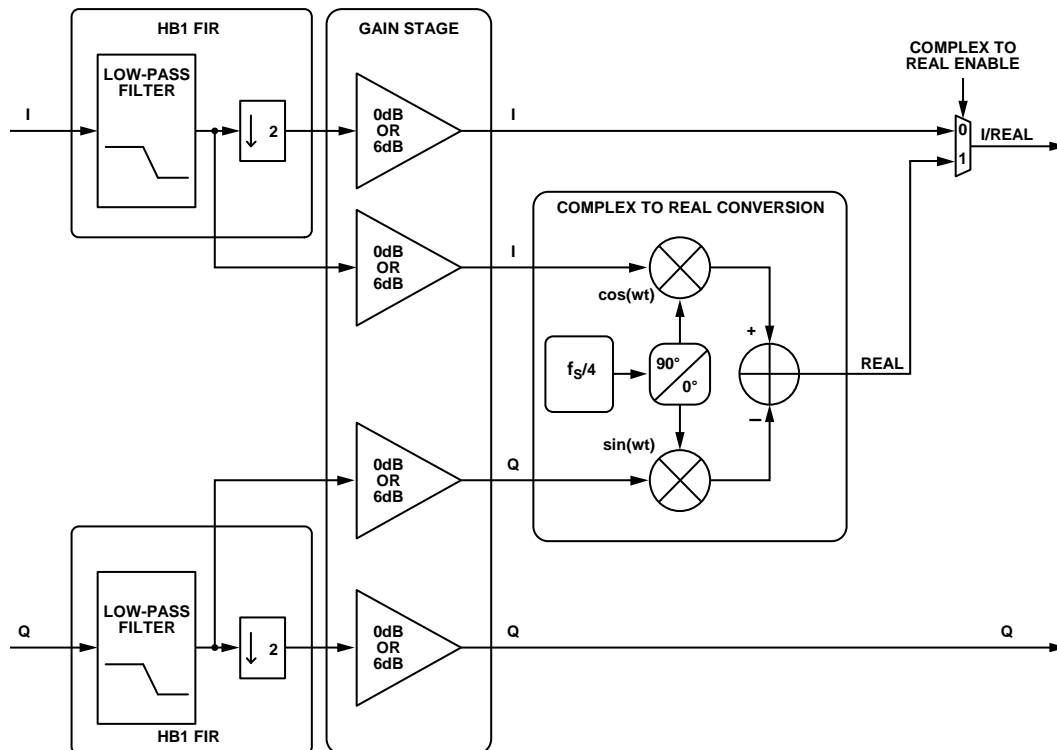 HB1 FIR
GAIN STAGE
COMPLEX TO
REAL ENABLE
LOW-PASS
FILTER
I
2
0dB
OR
6dB
I
0
1
I/REAL
COMPLEX TO REAL CONVERSION
0dB
OR
6dB
I
cos(wt)
+
fS/4
90°
0°
REAL
–
sin(wt)
0dB
OR
6dB
Q
LOW-PASS
FILTER
Q
2
0dB
OR
6dB
Q
Q
HB1 FIR